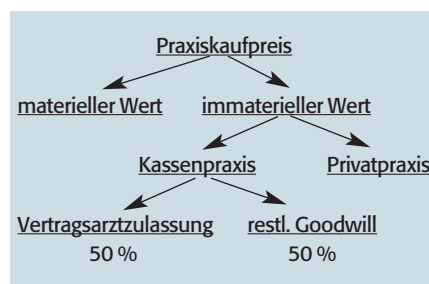 Praxiskaufpreis
materieller Wert immaterieller Wert
Kassenpraxis Privatpraxis
Vertragsarztzulassung restl. Goodwill
50 % 50 %